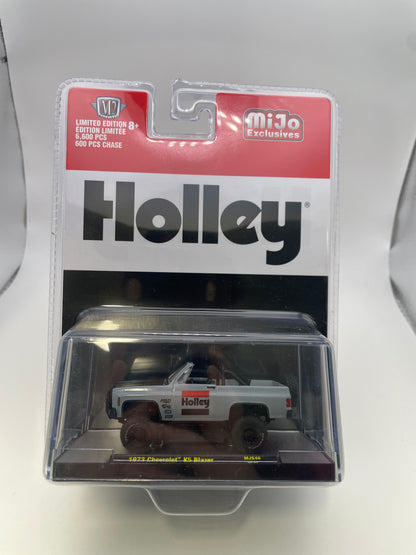 M2
LIMITED EDITION 8+
EDITION LIMITEE
6,600 PCS
600 PCS CHASE
MiJo
Exclusives
Holley®
Holley
1973 Chevrolet® K5 Blazer
MJS46